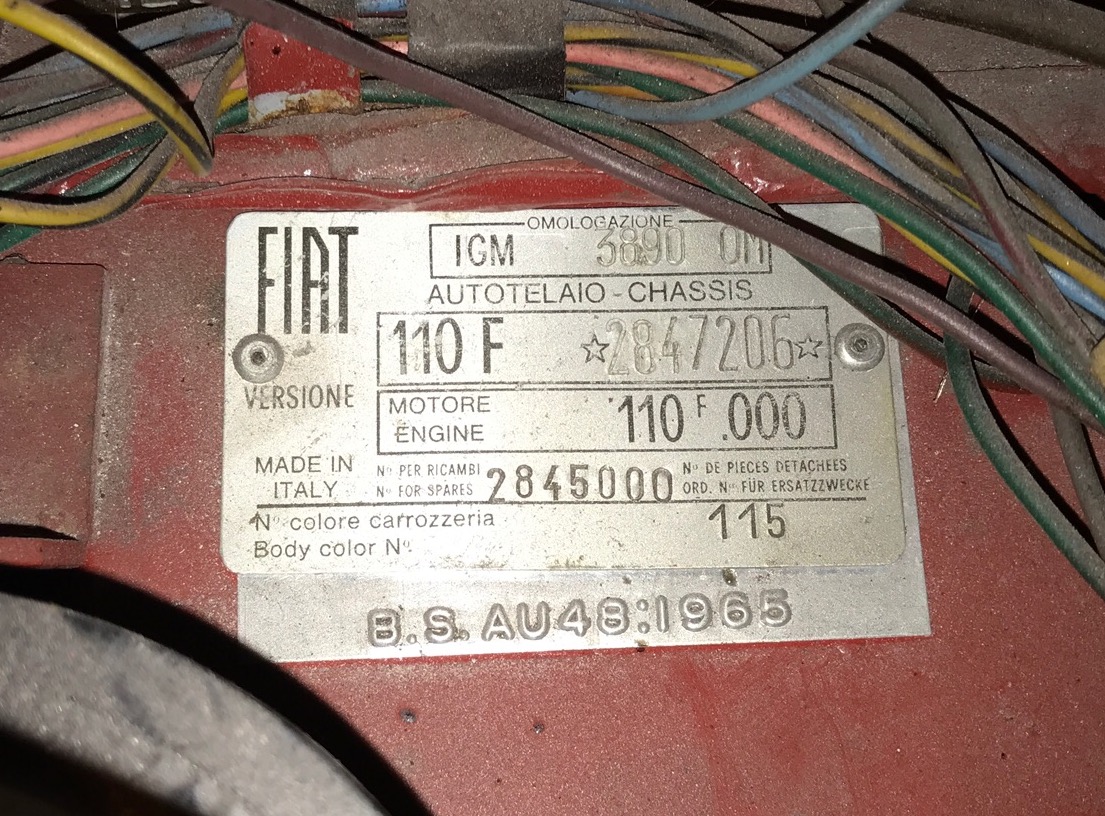 FIAT
OMOLOGAZIONE
IGM 3890 OM
AUTOTELAIO - CHASSIS
110 F ☆2847206☆
VERSIONE
MOTORE
ENGINE
110 F .000
MADE IN
ITALY
Nº PER RICAMBI
Nº FOR SPARES
2845000
Nº DE PIECES DETACHEES
ORD. Nº FÜR ERSATZZWECKE
Nº colore carrozzeria
Body color Nº
115
B.S. AU48:1965